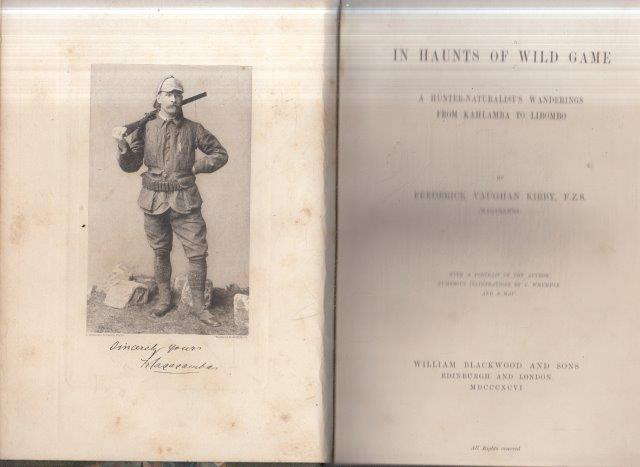 Sincerely yours
Maqaqamba
IN HAUNTS OF WILD GAME
A HUNTER-NATURALIST'S WANDERINGS
FROM KAHLAMBA TO LIBOMBO
BY
FREDERICK VAUGHAN KIRBY, F.Z.S.
(MAQAQAMBA)
WITH A PORTRAIT OF THE AUTHOR
NUMEROUS ILLUSTRATIONS BY C. WHYMPER
AND A MAP
WILLIAM BLACKWOOD AND SONS
EDINBURGH AND LONDON
MDCCCXCVI
All Rights reserved